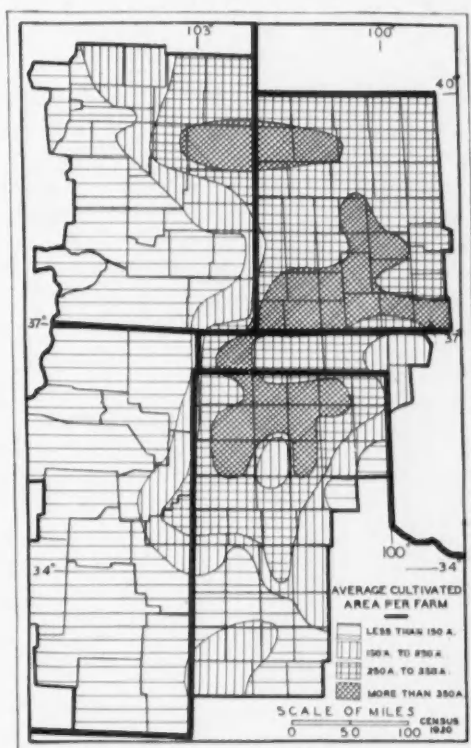 103° 100°
40°
37° 37
100°
34° 34°
AVERAGE CULTIVATED
AREA PER FARM
LESS THAN 150 A.
150 A. TO 250 A.
250 A. TO 350 A.
MORE THAN 350 A.
SCALE OF MILES
0 50 100
CENSUS
1930